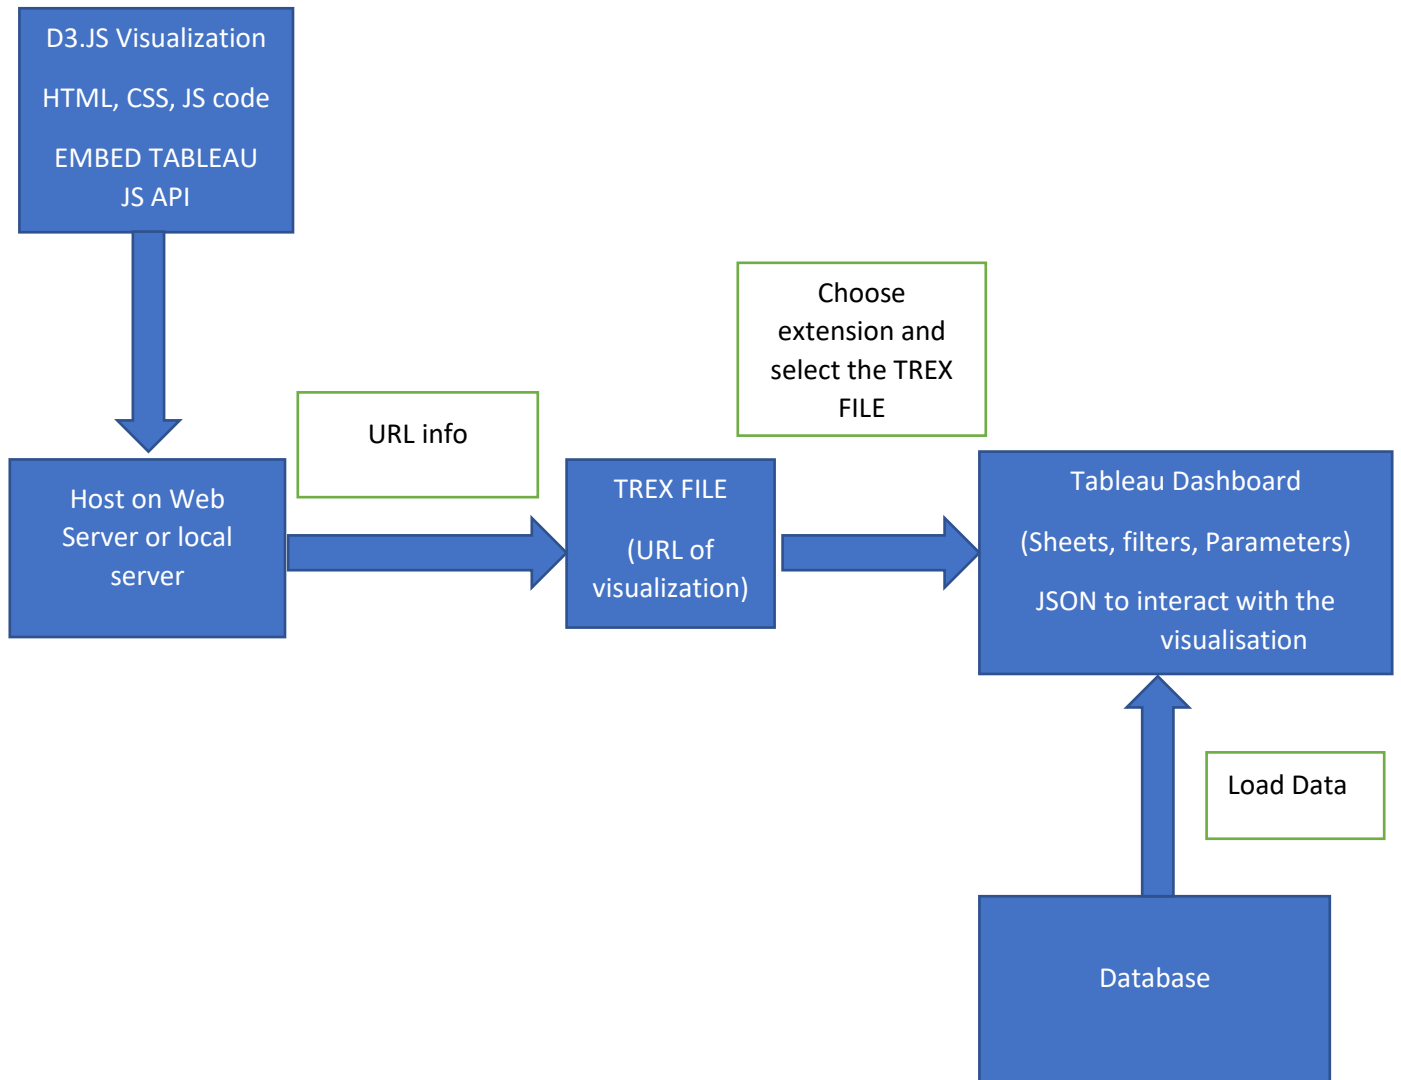 D3.JS Visualization
HTML, CSS, JS code
EMBED TABLEAU
JS API
Choose
extension and
select the TREX
FILE
URL info
Host on Web
Server or local
server
TREX FILE
(URL of
visualization)
Tableau Dashboard
(Sheets, filters, Parameters)
JSON to interact with the
visualisation
Load Data
Database